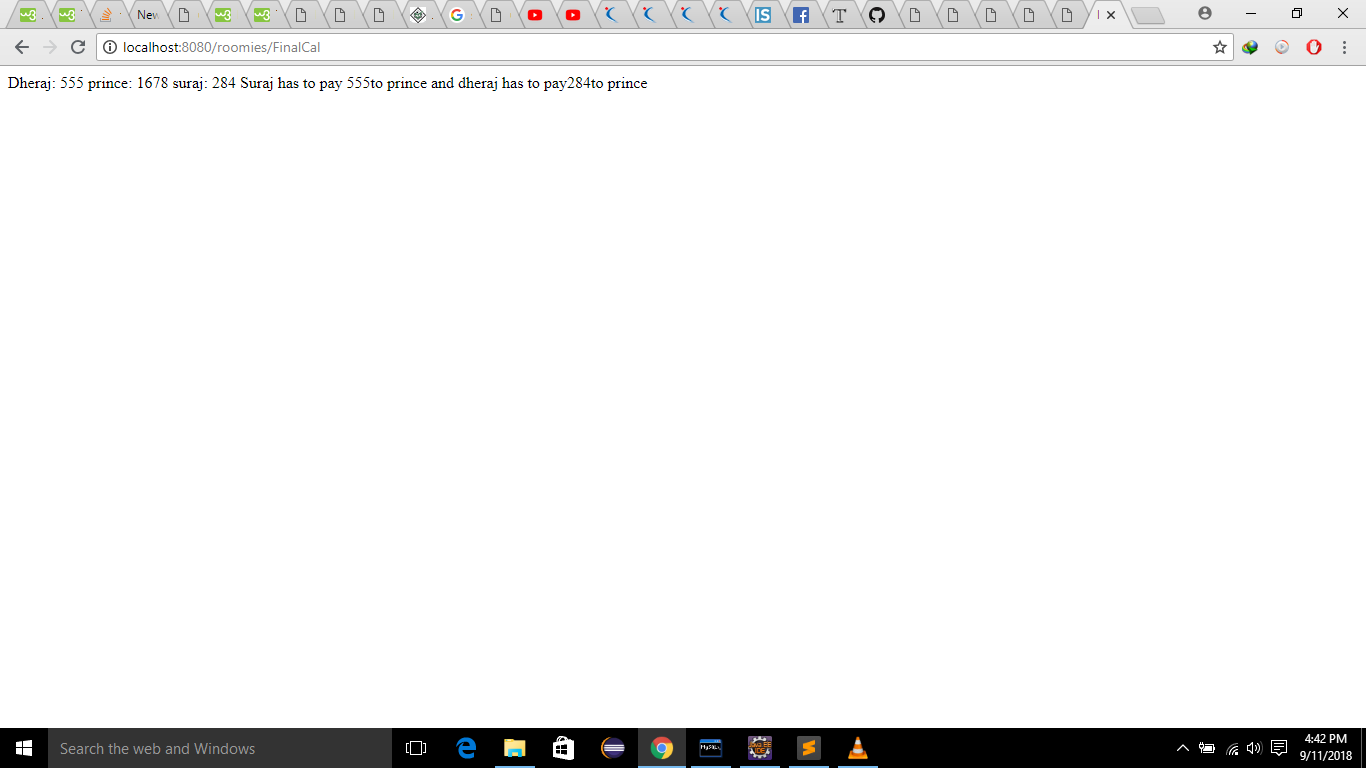 New
localhost:8080/roomies/FinalCal
Dheraj: 555 prince: 1678 suraj: 284 Suraj has to pay 555to prince and dheraj has to pay284to prince
Search the web and Windows
4:42 PM
9/11/2018